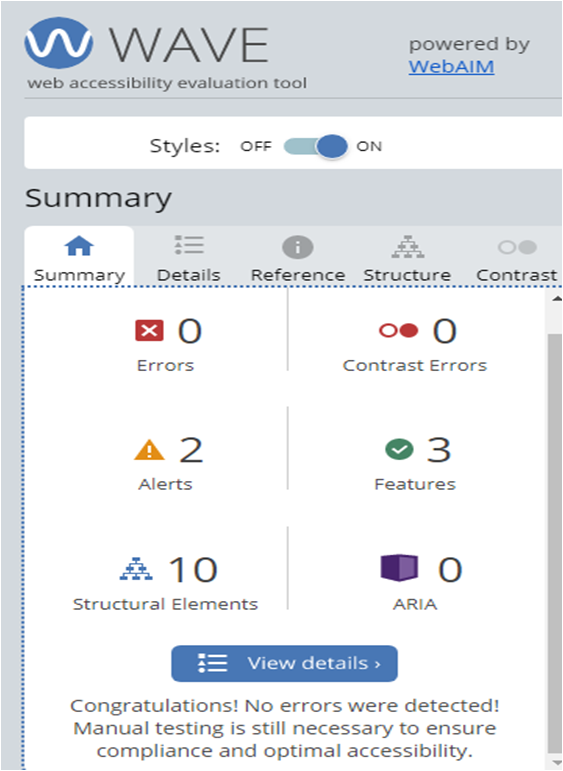 WAVE
powered by
WebAIM
web accessibility evaluation tool
Styles: OFF ON
Summary
Summary Details Reference Structure Contrast
0 0
Errors Contrast Errors
2 3
Alerts Features
10 0
Structural Elements ARIA
View details ›
Congratulations! No errors were detected!
Manual testing is still necessary to ensure
compliance and optimal accessibility.